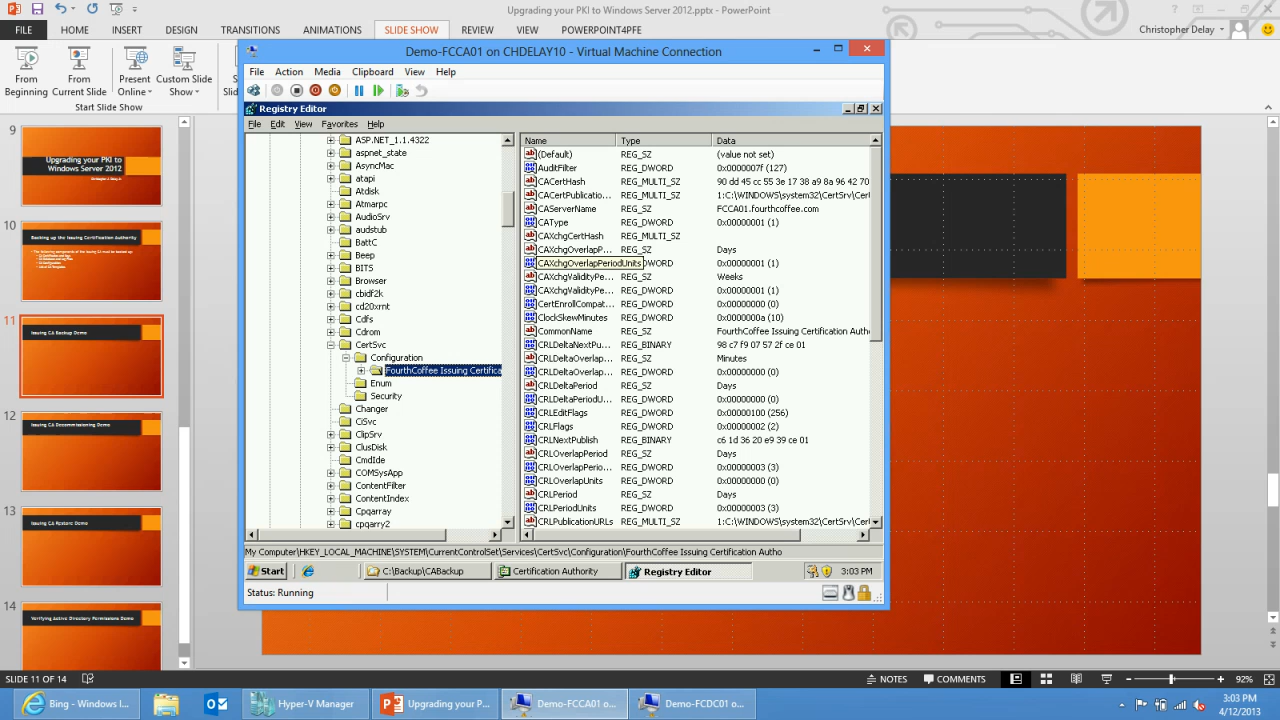 Upgrading your PKI to Windows Server 2012.pptx - PowerPoint
FILE HOME INSERT DESIGN TRANSITIONS ANIMATIONS SLIDE SHOW REVIEW VIEW POWERPOINT4PFE Christopher Delay
From Beginning
From Current Slide
Present Online
Custom Slide Show
Start Slide Show
Demo-FCCA01 on CHDELAY10 - Virtual Machine Connection
File Action Media Clipboard View Help
Registry Editor
File Edit View Favorites Help
ASP.NET_1.1.4322
aspnet_state
AsyncMac
atapi
Atdisk
Atmarpc
AudioSrv
audstub
BattC
Beep
BITS
Browser
cbidf2k
cd20xrnt
Cdfs
Cdrom
CertSvc
Configuration
FourthCoffee Issuing Certifica
Enum
Security
Changer
CiSvc
ClipSrv
ClusDisk
CmdIde
COMSysApp
ContentFilter
ContentIndex
Cpqarray
cpqarry2
Name Type Data
(Default) REG_SZ (value not set)
AuditFilter REG_DWORD 0x0000007f (127)
CACertHash REG_MULTI_SZ 90 dd 45 cc 55 3e 17 38 a9 8a 96 42 70
CACertPublicatio... REG_MULTI_SZ 1:C:\WINDOWS\system32\CertSrv\Cer
CAServerName REG_SZ FCCA01.fourthcoffee.com
CAType REG_DWORD 0x00000001 (1)
CAXchgCertHash REG_MULTI_SZ
CAXchgOverlapP... REG_SZ Days
CAXchgOverlapPeriodUnits WORD 0x00000001 (1)
CAXchgValidityPe... REG_SZ Weeks
CAXchgValidityPe... REG_DWORD 0x00000001 (1)
CertEnrollCompat... REG_DWORD 0x00000000 (0)
ClockSkewMinutes REG_DWORD 0x0000000a (10)
CommonName REG_SZ FourthCoffee Issuing Certification Autho
CRLDeltaNextPu... REG_BINARY 98 c7 f9 07 57 2f ce 01
CRLDeltaOverlap... REG_SZ Minutes
CRLDeltaOverlap... REG_DWORD 0x00000000 (0)
CRLDeltaPeriod REG_SZ Days
CRLDeltaPeriodU... REG_DWORD 0x00000000 (0)
CRLEditFlags REG_DWORD 0x00000100 (256)
CRLFlags REG_DWORD 0x00000002 (2)
CRLNextPublish REG_BINARY c6 1d 36 20 e9 39 ce 01
CRLOverlapPeriod REG_SZ Days
CRLOverlapPerio... REG_DWORD 0x00000003 (3)
CRLOverlapUnits REG_DWORD 0x00000000 (0)
CRLPeriod REG_SZ Days
CRLPeriodUnits REG_DWORD 0x00000003 (3)
CRLPublicationURLs REG_MULTI_SZ 1:C:\WINDOWS\system32\CertSrv\Cer
My Computer\HKEY_LOCAL_MACHINE\SYSTEM\CurrentControlSet\Services\CertSvc\Configuration\FourthCoffee Issuing Certification Autho
Start C:\Backup\CABackup Certification Authority Registry Editor 3:03 PM
Status: Running
9
Upgrading your PKI to
Windows Server 2012
10
Backing up the Issuing Certification Authority
11
Issuing CA Backup Demo
12
Issuing CA Decommissioning Demo
13
Issuing CA Restore Demo
14
Verifying Active Directory Permissions Demo
SLIDE 11 OF 14 NOTES COMMENTS 92%
Bing - Windows I... Hyper-V Manager Upgrading your P... Demo-FCCA01 o... Demo-FCDC01 o... 3:03 PM
4/12/2013